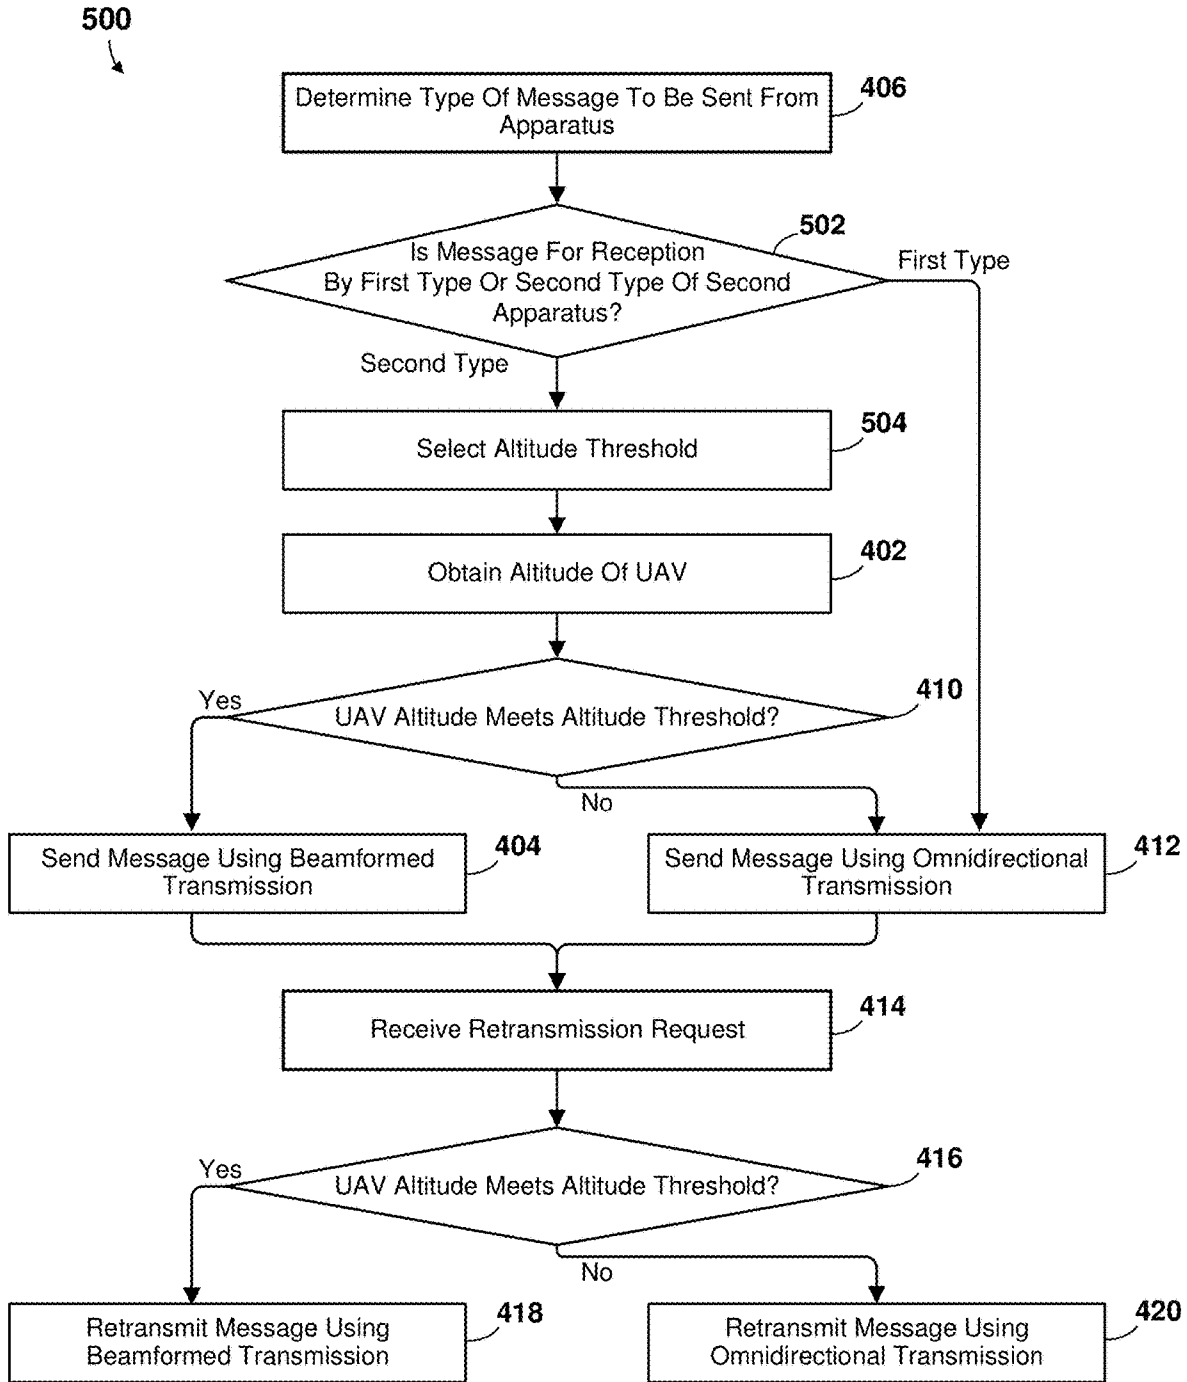 500
Determine Type Of Message To Be Sent From
Apparatus
406
Is Message For Reception
By First Type Or Second Type Of Second
Apparatus?
502
First Type
Second Type
Select Altitude Threshold
504
Obtain Altitude Of UAV
402
UAV Altitude Meets Altitude Threshold?
410
Yes
No
Send Message Using Beamformed
Transmission
404
Send Message Using Omnidirectional
Transmission
412
Receive Retransmission Request
414
UAV Altitude Meets Altitude Threshold?
416
Yes
No
Retransmit Message Using
Beamformed Transmission
418
Retransmit Message Using
Omnidirectional Transmission
420